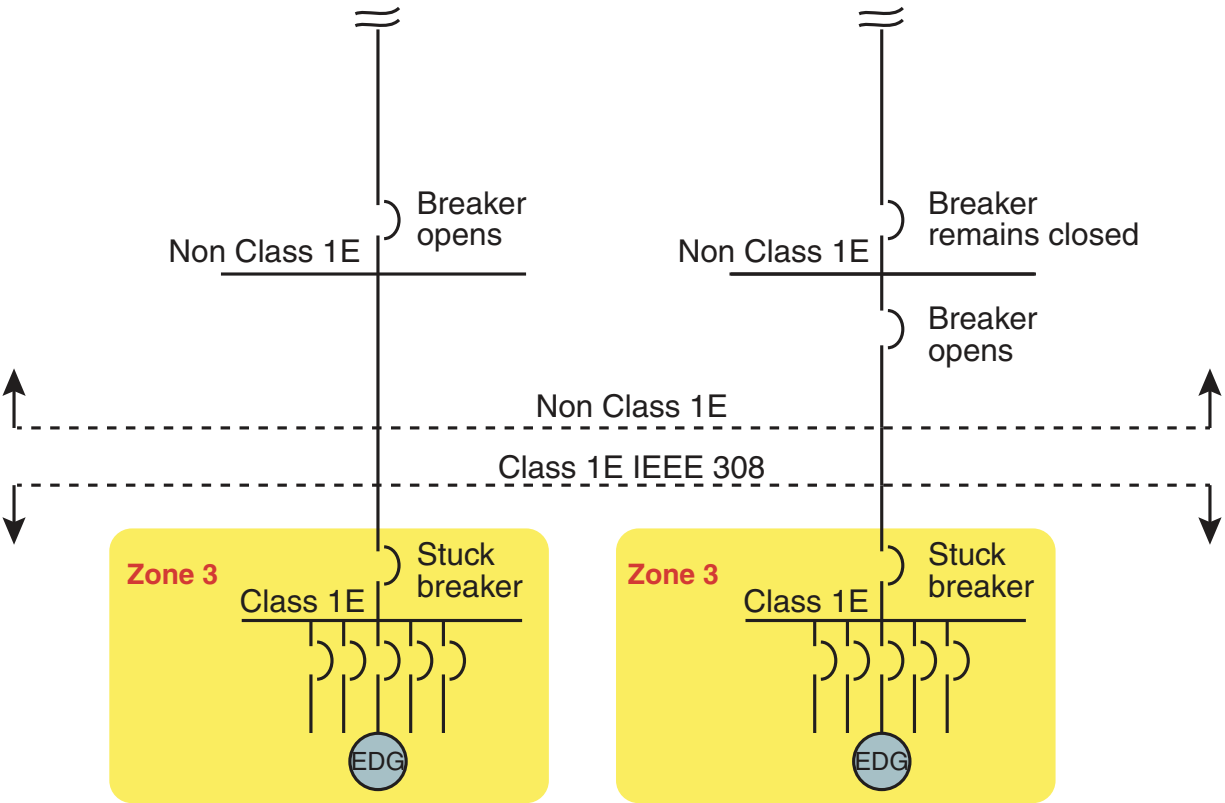 Breaker
opens
Non Class 1E
Breaker
remains closed
Non Class 1E
Breaker
opens
Non Class 1E
Class 1E IEEE 308
Zone 3
Stuck
breaker
Class 1E
EDG
Zone 3
Stuck
breaker
Class 1E
EDG